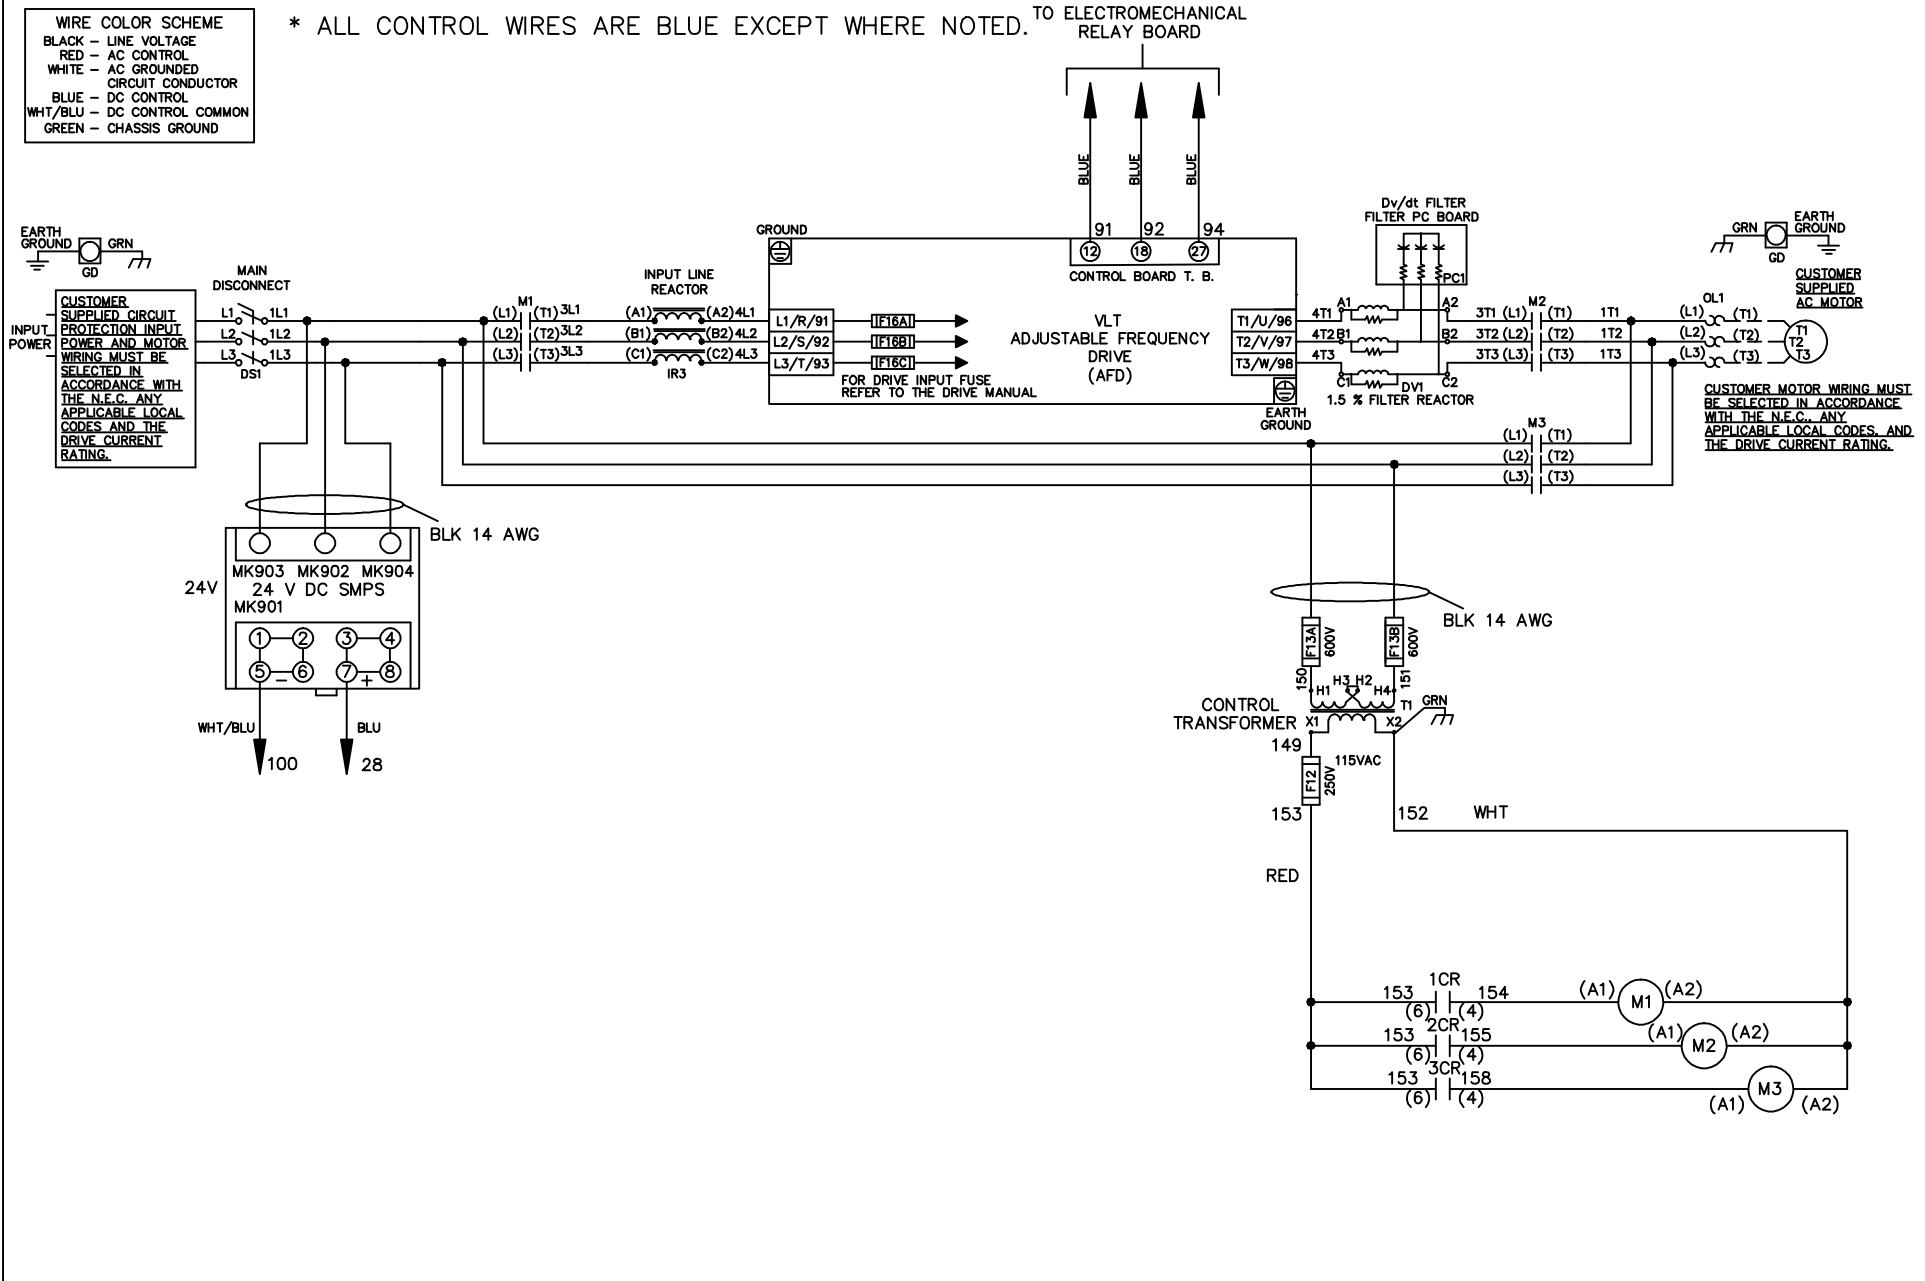 WIRE COLOR SCHEME
BLACK – LINE VOLTAGE
RED – AC CONTROL
WHITE – AC GROUNDED
CIRCUIT CONDUCTOR
BLUE – DC CONTROL
WHT/BLU – DC CONTROL COMMON
GREEN – CHASSIS GROUND
* ALL CONTROL WIRES ARE BLUE EXCEPT WHERE NOTED.
TO ELECTROMECHANICAL
RELAY BOARD
BLUE
BLUE
BLUE
91 92 94
12 18 27
CONTROL BOARD T. B.
EARTH
GROUND
GRN
GD
INPUT
POWER
CUSTOMER
SUPPLIED CIRCUIT
PROTECTION INPUT
POWER AND MOTOR
WIRING MUST BE
SELECTED IN
ACCORDANCE WITH
THE N.E.C. ANY
APPLICABLE LOCAL
CODES AND THE
DRIVE CURRENT
RATING.
MAIN
DISCONNECT
L1 1L1
L2 1L2
L3 1L3
DS1
M1
(L1) (T1) 3L1
(L2) (T2) 3L2
(L3) (T3) 3L3
INPUT LINE
REACTOR
(A1) (A2) 4L1
(B1) (B2) 4L2
(C1) (C2) 4L3
IR3
GROUND
L1/R/91
L2/S/92
L3/T/93
F16A
F16B
F16C
FOR DRIVE INPUT FUSE
REFER TO THE DRIVE MANUAL
VLT
ADJUSTABLE FREQUENCY
DRIVE
(AFD)
T1/U/96
T2/V/97
T3/W/98
EARTH
GROUND
Dv/dt FILTER
FILTER PC BOARD
PC1
4T1 A1 A2
4T2 B1 B2
4T3
C1 C2
DV1
1.5 % FILTER REACTOR
M2
3T1 (L1) (T1) 1T1
3T2 (L2) (T2) 1T2
3T3 (L3) (T3) 1T3
OL1
(L1) (T1)
(L2) (T2)
(L3) (T3)
T1
T2
T3
GRN
EARTH
GROUND
GD
CUSTOMER
SUPPLIED
AC MOTOR
CUSTOMER MOTOR WIRING MUST
BE SELECTED IN ACCORDANCE
WITH THE N.E.C., ANY
APPLICABLE LOCAL CODES, AND
THE DRIVE CURRENT RATING.
M3
(L1) (T1)
(L2) (T2)
(L3) (T3)
BLK 14 AWG
MK903 MK902 MK904
24V
24 V DC SMPS
MK901
1 2 3 4
5 6 7 8
– +
WHT/BLU
BLU
100
28
BLK 14 AWG
F13A
600V
F13B
600V
150
151
H1 H3 H2 H4
CONTROL
TRANSFORMER
T1
GRN
X1 X2
149
115VAC
F12
250V
153
152
WHT
RED
1CR
153 154
(6) (4)
(A1) M1 (A2)
2CR
153 155
(6) (4)
(A1) M2 (A2)
3CR
153 158
(6) (4)
(A1) M3 (A2)